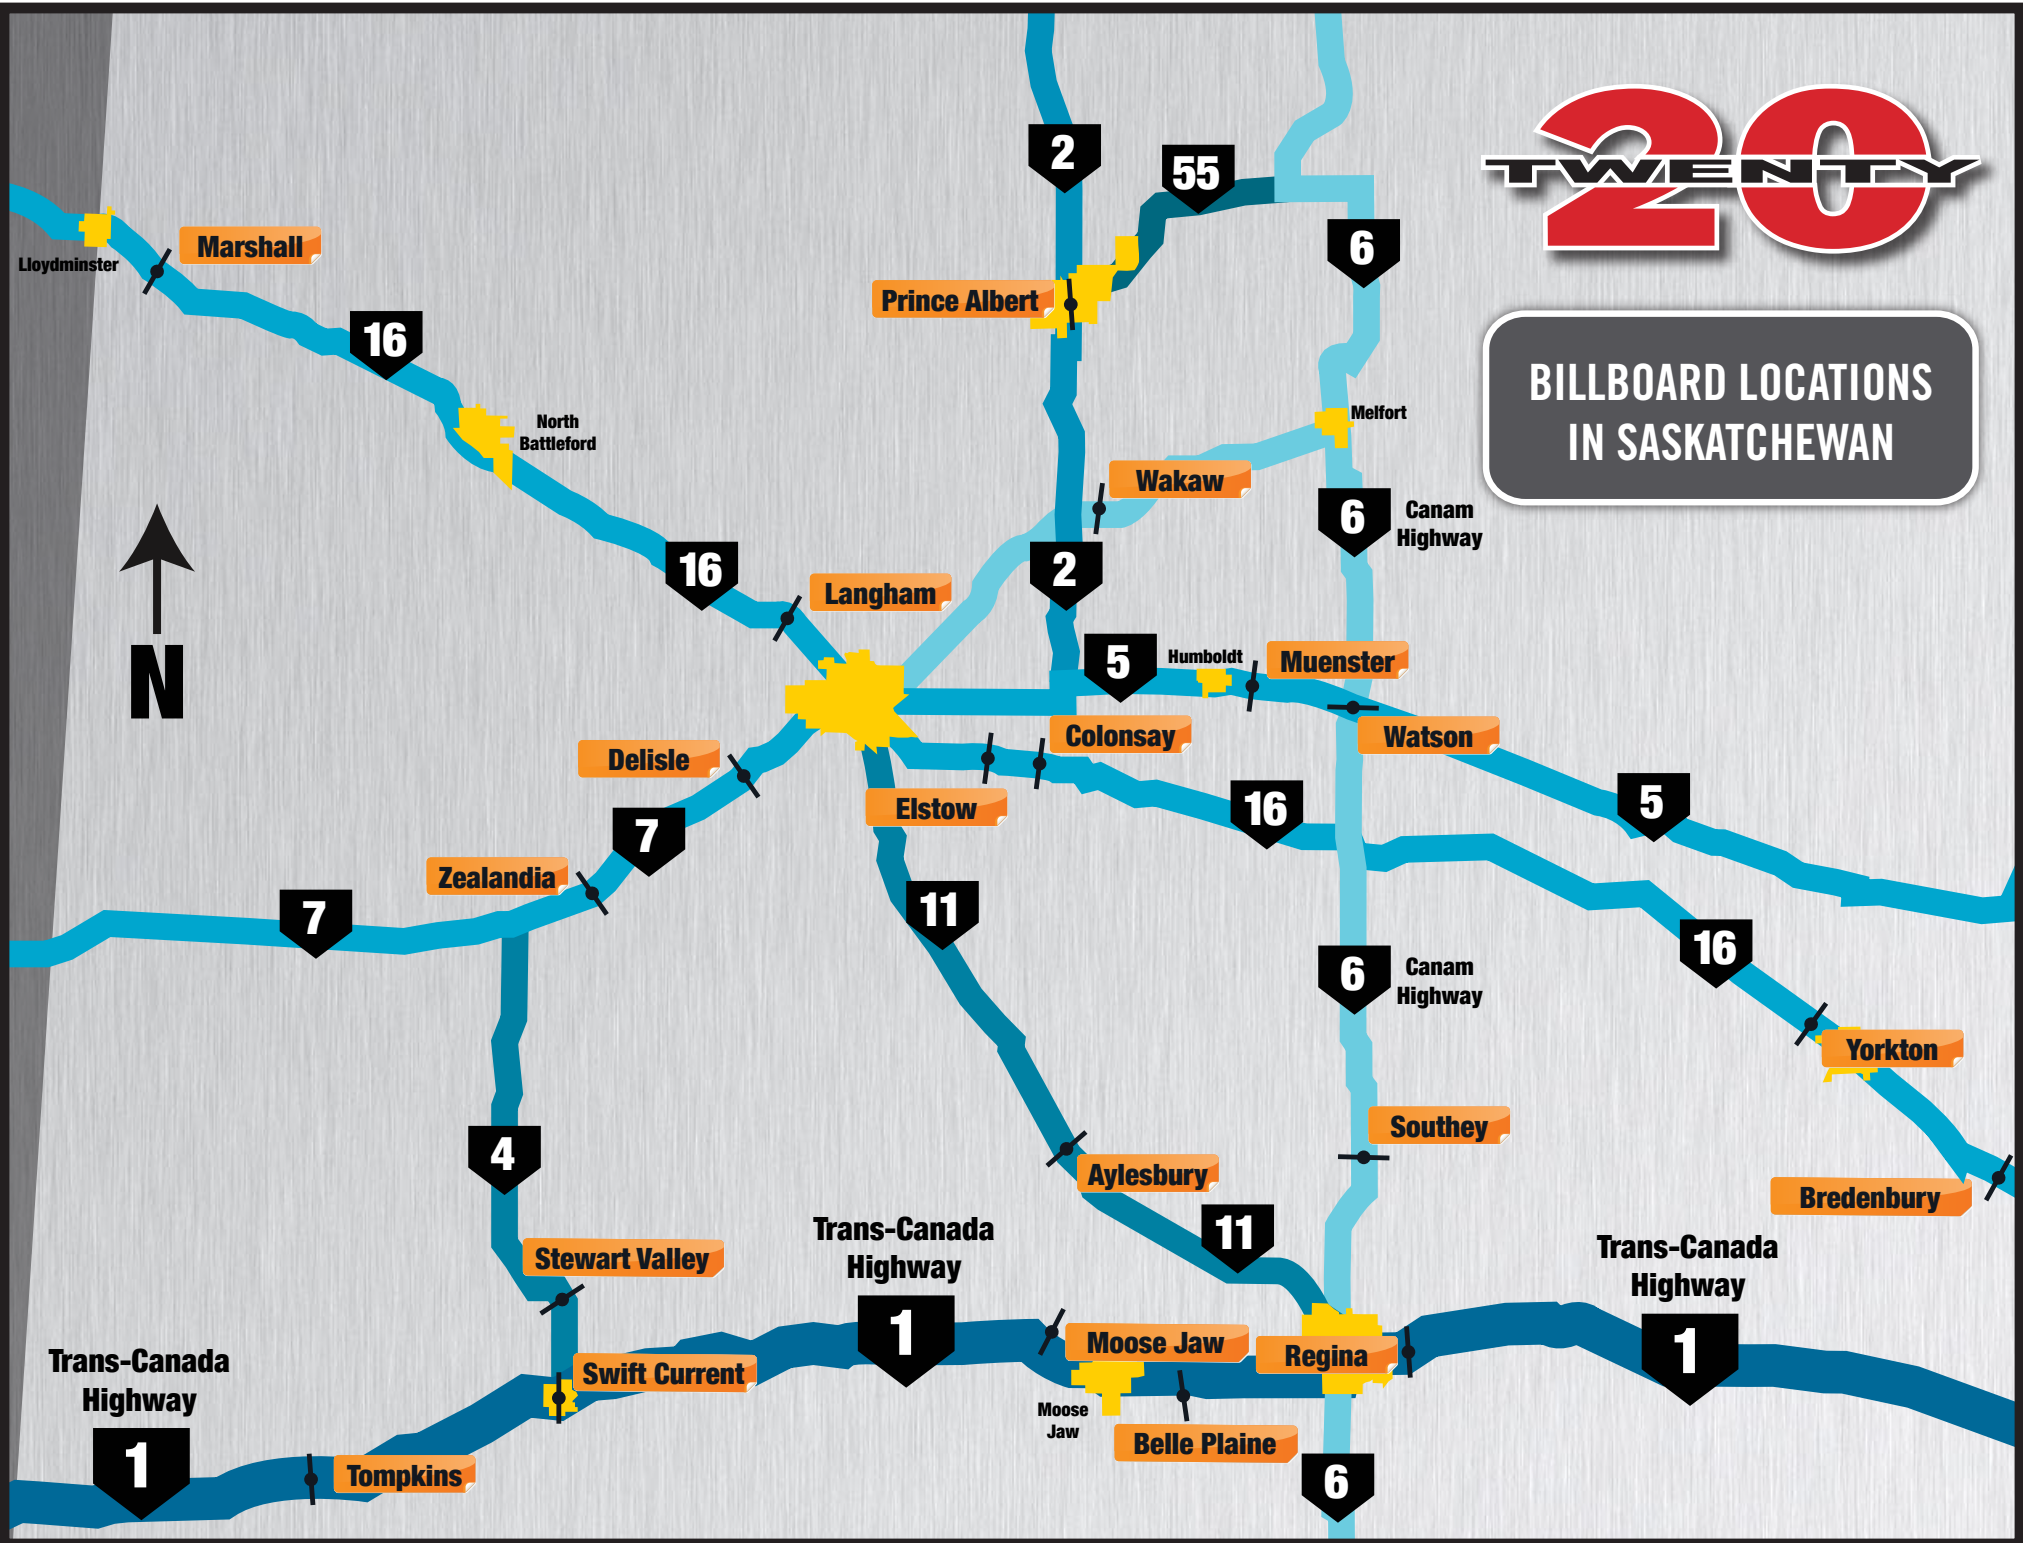 20
TWENTY
BILLBOARD LOCATIONS
IN SASKATCHEWAN
2
55
6
Marshall
Lloydminster
Prince Albert
16
North
Battleford
Melfort
Wakaw
6
Canam
Highway
16
2
Langham
N
5
Humboldt
Muenster
Colonsay
Watson
Delisle
Elstow
16
5
7
Zealandia
7
11
16
6
Canam
Highway
Yorkton
Southey
4
Aylesbury
Bredenbury
11
Stewart Valley
Trans-Canada
Highway
1
Trans-Canada
Highway
1
Moose Jaw
Regina
Swift Current
Trans-Canada
Highway
1
Moose
Jaw
Belle Plaine
Tompkins
6